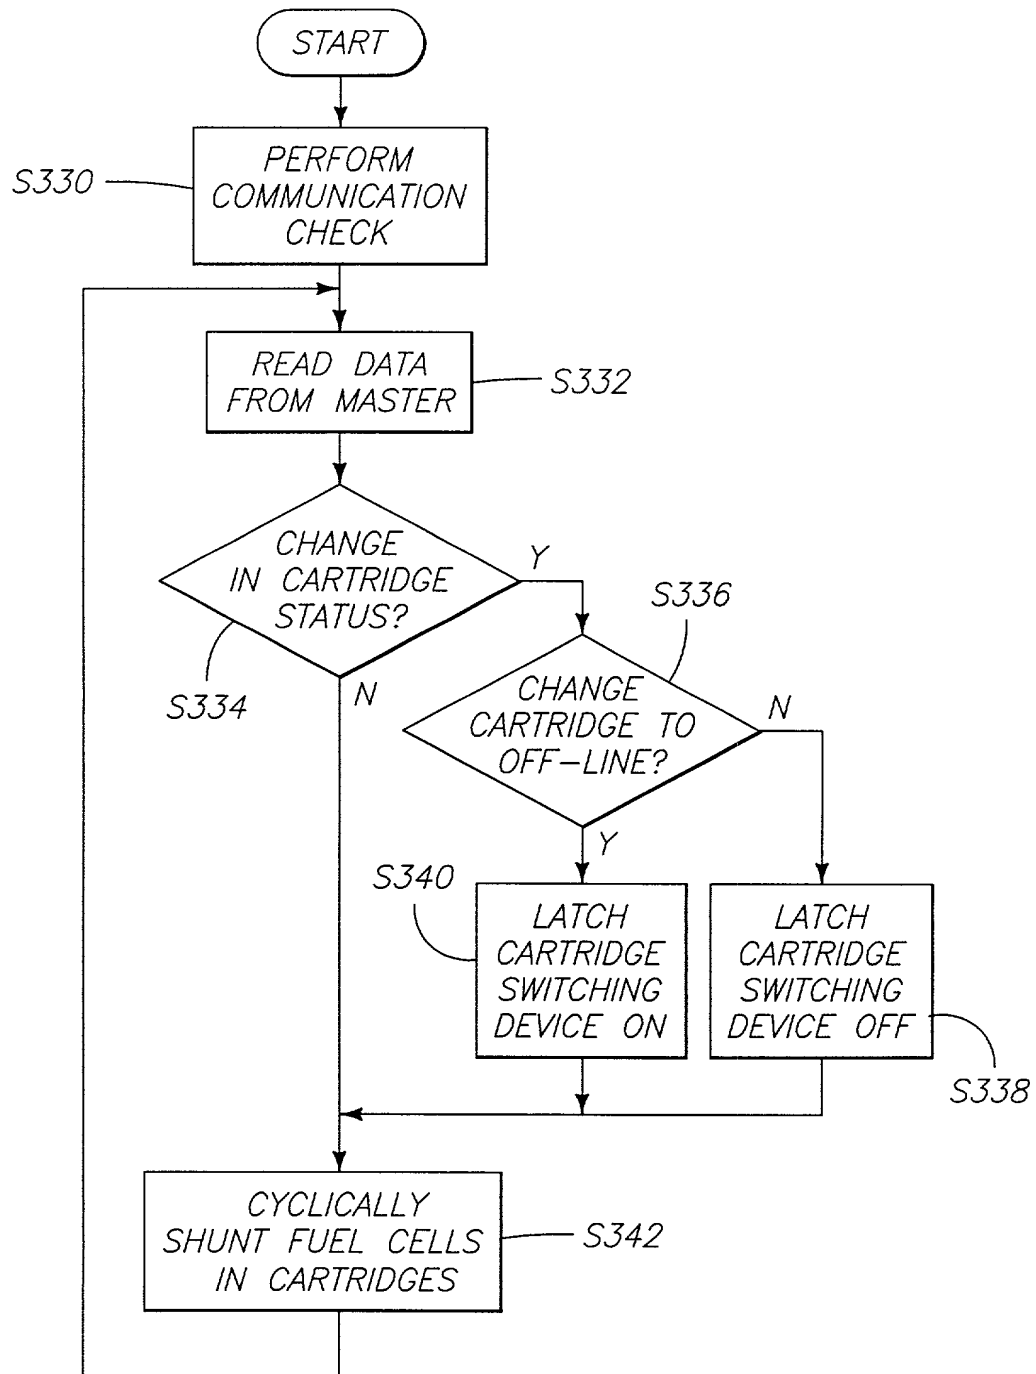 START
PERFORM
COMMUNICATION
CHECK
S330
READ DATA
FROM MASTER
S332
CHANGE
IN CARTRIDGE
STATUS?
Y
S334
N
S336
CHANGE
CARTRIDGE TO
OFF-LINE?
N
Y
S340
LATCH
CARTRIDGE
SWITCHING
DEVICE ON
LATCH
CARTRIDGE
SWITCHING
DEVICE OFF
S338
CYCLICALLY
SHUNT FUEL CELLS
IN CARTRIDGES
S342